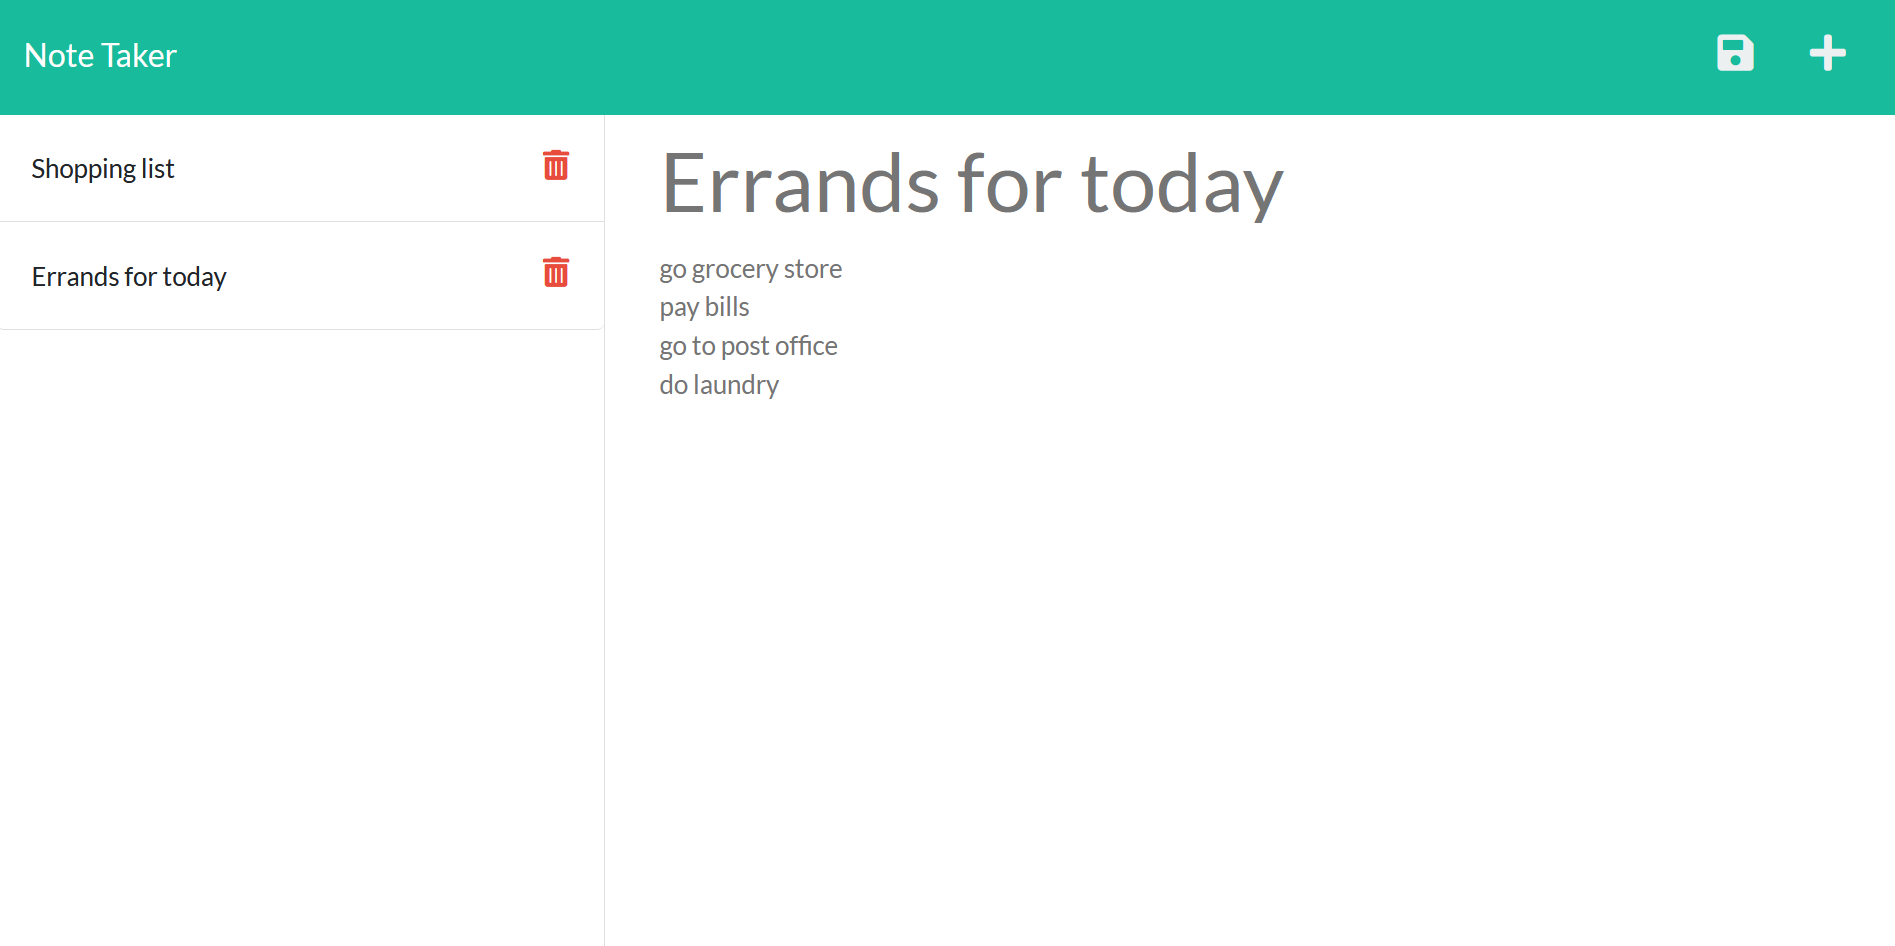 Note Taker
Shopping list
Errands for today
Errands for today
go grocery store
pay bills
go to post office
do laundry